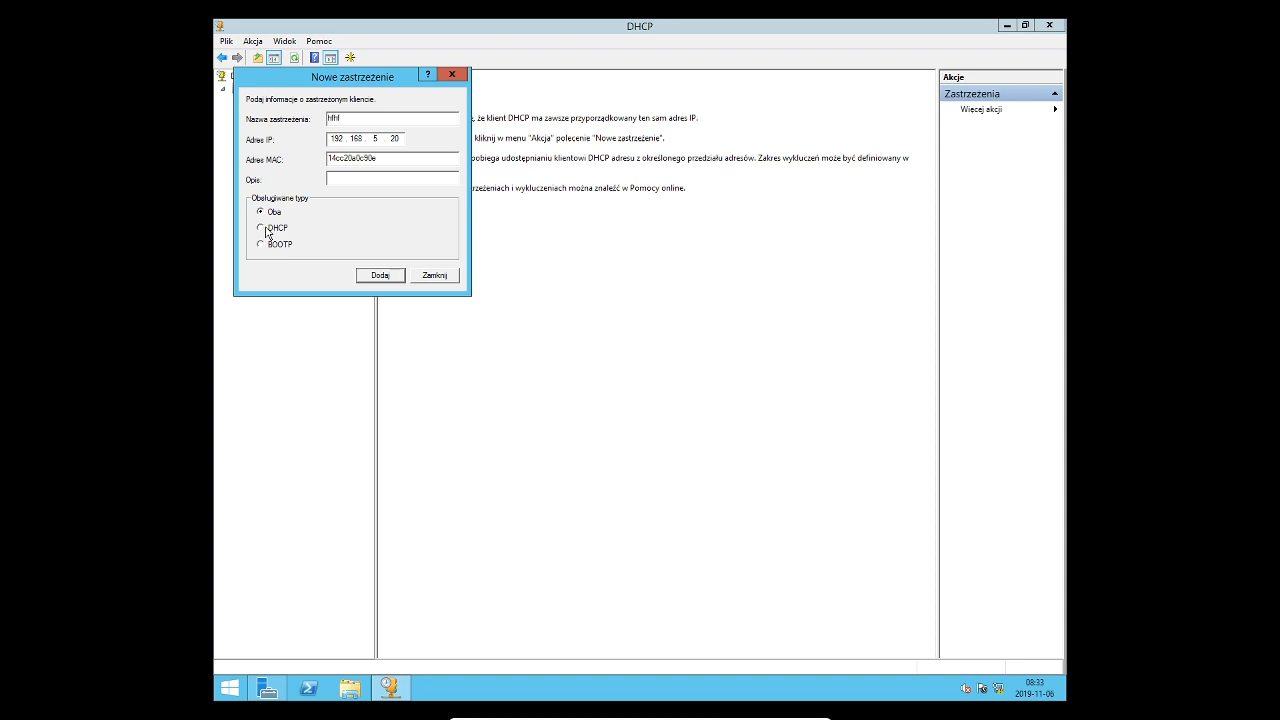 DHCP
Plik Akcja Widok Pomoc
Nowe zastrzeżenie
Podaj informacje o zastrzeżonym kliencie.
Nazwa zastrzeżenia: hfhf
Adres IP: 192 . 168 . 5 . 20
Adres MAC: 14cc20a0c90e
Opis:
Obsługiwane typy
Oba
DHCP
BOOTP
Dodaj Zamknij
że klient DHCP ma zawsze przyporządkowany ten sam adres IP.
kliknij w menu "Akcja" polecenie "Nowe zastrzeżenie".
pobiega udostępnianiu klientowi DHCP adresu z określonego przedziału adresów. Zakres wykluczeń może być definiowany w
rzeżeniach i wykluczeniach można znaleźć w Pomocy online.
Akcje
Zastrzeżenia
Więcej akcji
08:33
2019-11-06